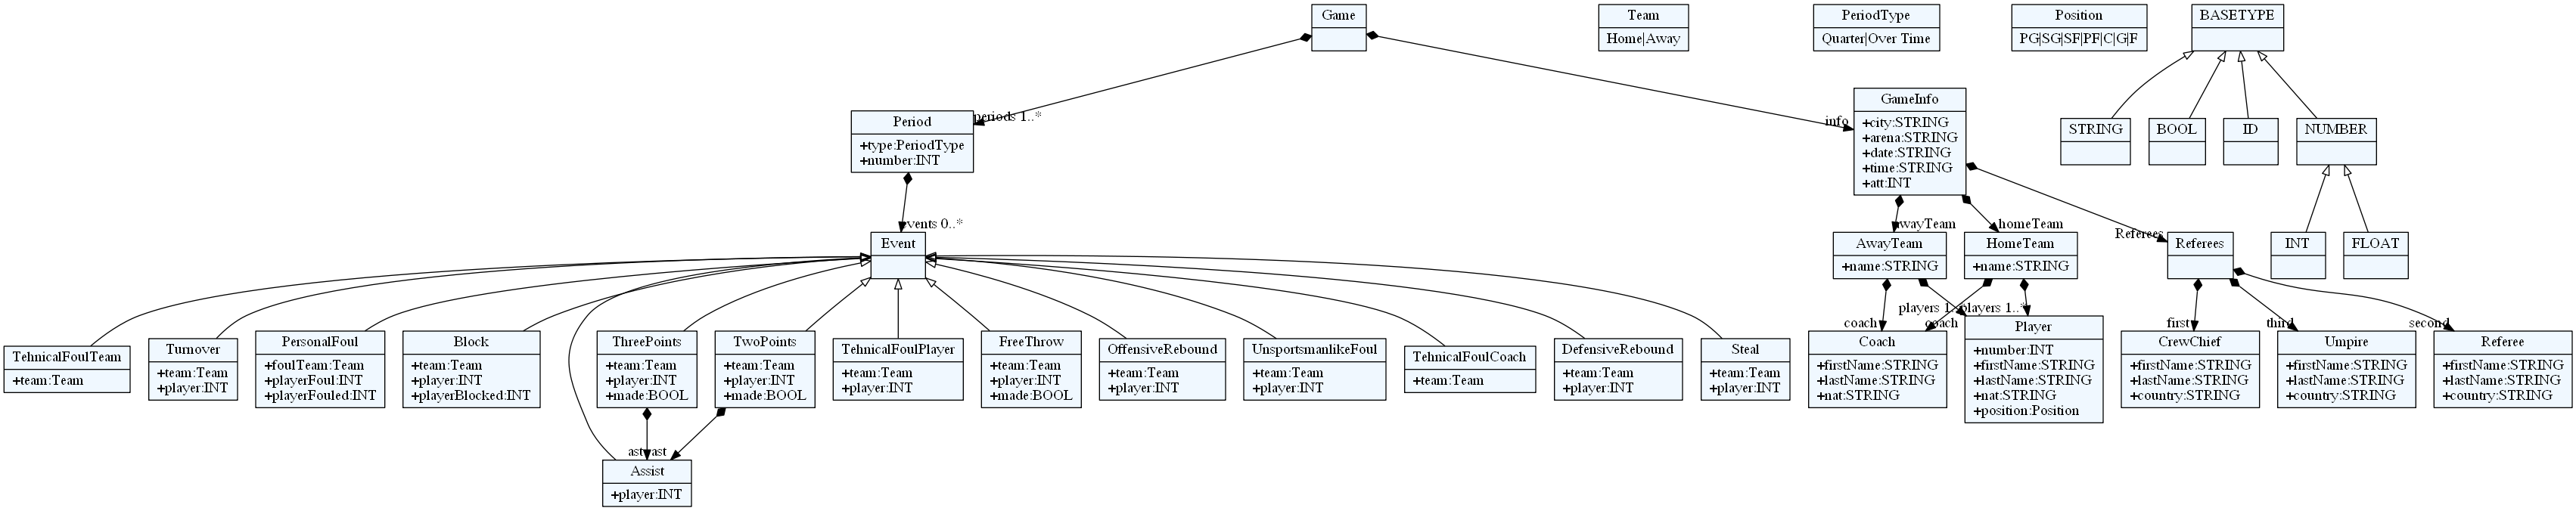 Game
Team
Home|Away
PeriodType
Quarter|Over Time
Position
PG|SG|SF|PF|C|G|F
BASETYPE
Period
+type:PeriodType
+number:INT
periods 1..*
info
GameInfo
+city:STRING
+arena:STRING
+date:STRING
+time:STRING
+att:INT
STRING
BOOL
ID
NUMBER
vents 0..*
Event
wayTeam
homeTeam
Referees
AwayTeam
+name:STRING
HomeTeam
+name:STRING
Referees
INT
FLOAT
TehnicalFoulTeam
+team:Team
Turnover
+team:Team
+player:INT
PersonalFoul
+foulTeam:Team
+playerFoul:INT
+playerFouled:INT
Block
+team:Team
+player:INT
+playerBlocked:INT
ThreePoints
+team:Team
+player:INT
+made:BOOL
TwoPoints
+team:Team
+player:INT
+made:BOOL
TehnicalFoulPlayer
+team:Team
+player:INT
FreeThrow
+team:Team
+player:INT
+made:BOOL
OffensiveRebound
+team:Team
+player:INT
UnsportsmanlikeFoul
+team:Team
+player:INT
TehnicalFoulCoach
+team:Team
DefensiveRebound
+team:Team
+player:INT
Steal
+team:Team
+player:INT
players 1..
players 1..*
coach
coach
first
third
second
Coach
+firstName:STRING
+lastName:STRING
+nat:STRING
Player
+number:INT
+firstName:STRING
+lastName:STRING
+nat:STRING
+position:Position
CrewChief
+firstName:STRING
+lastName:STRING
+country:STRING
Umpire
+firstName:STRING
+lastName:STRING
+country:STRING
Referee
+firstName:STRING
+lastName:STRING
+country:STRING
ast
ast
Assist
+player:INT